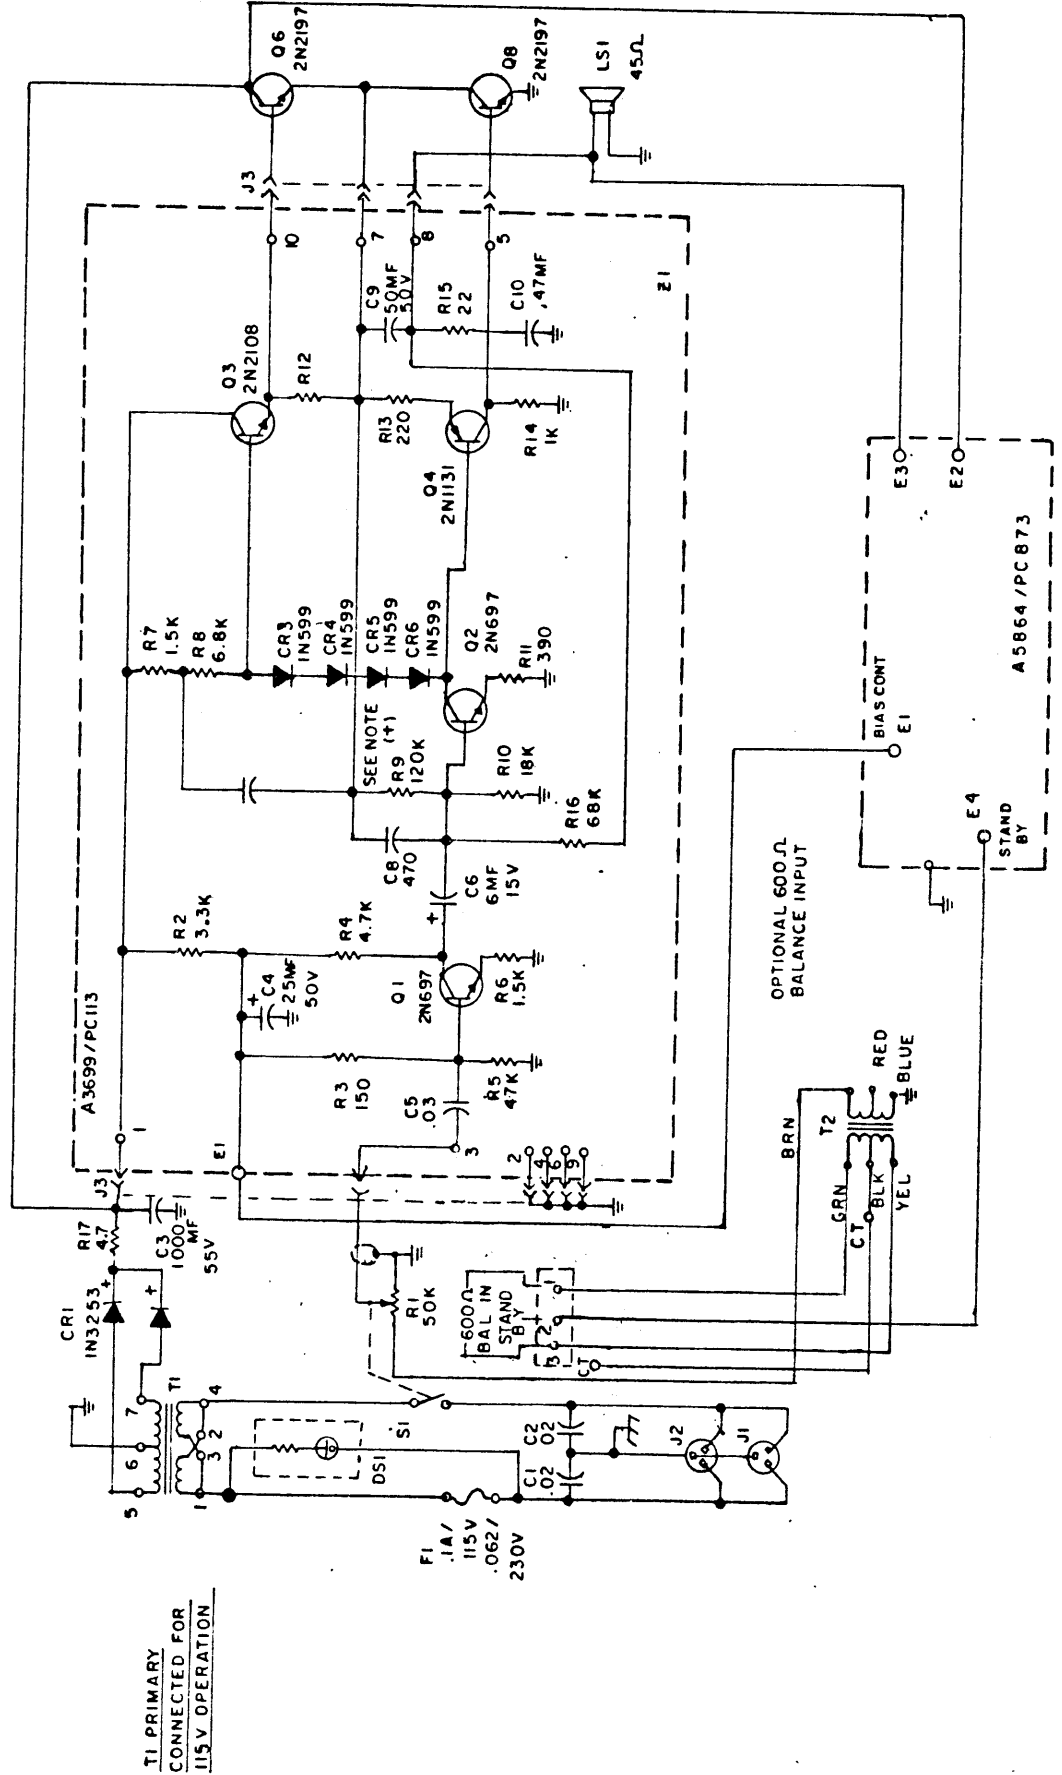 T1 PRIMARY
CONNECTED FOR
115V OPERATION
F1
.1A/
115V
.062/
230V
5
6
7
T1
1
3
2
4
DS1
S1
C1
.02
C2
.02
J2
J1
CR1
1N3253
+
+
R17
4.7
C3
1000
MF
55V
J3
R1
50K
600Ω
BAL IN
STAND
BY
1
2
3
CT
A3699/PC113
1
E1
3
2
4
6
9
C5
.03
R3
150
R5
47K
+
C4
25MF
50V
R2
3.3K
R4
4.7K
Q1
2N697
R6
1.5K
+
C6
6MF
15V
C8
470
R16
68K
SEE NOTE
(+)
R9
120K
R10
18K
R7
1.5K
R8
6.8K
CR3
1N599
CR4
1N599
CR5
1N599
CR6
1N599
Q2
2N697
R11
390
Q3
2N2108
R12
R13
220
Q4
2N1131
R14
1K
C9
50MF
50V
R15
22
C10
.47MF
Z1
10
7
8
5
J3
Q6
2N2197
Q8
2N2197
LS1
45Ω
BRN
GRN
CT
BLK
YEL
T2
RED
BLUE
OPTIONAL 600Ω
BALANCE INPUT
BIAS CONT
E1
E4
STAND
BY
E3
E2
A5864/PC873